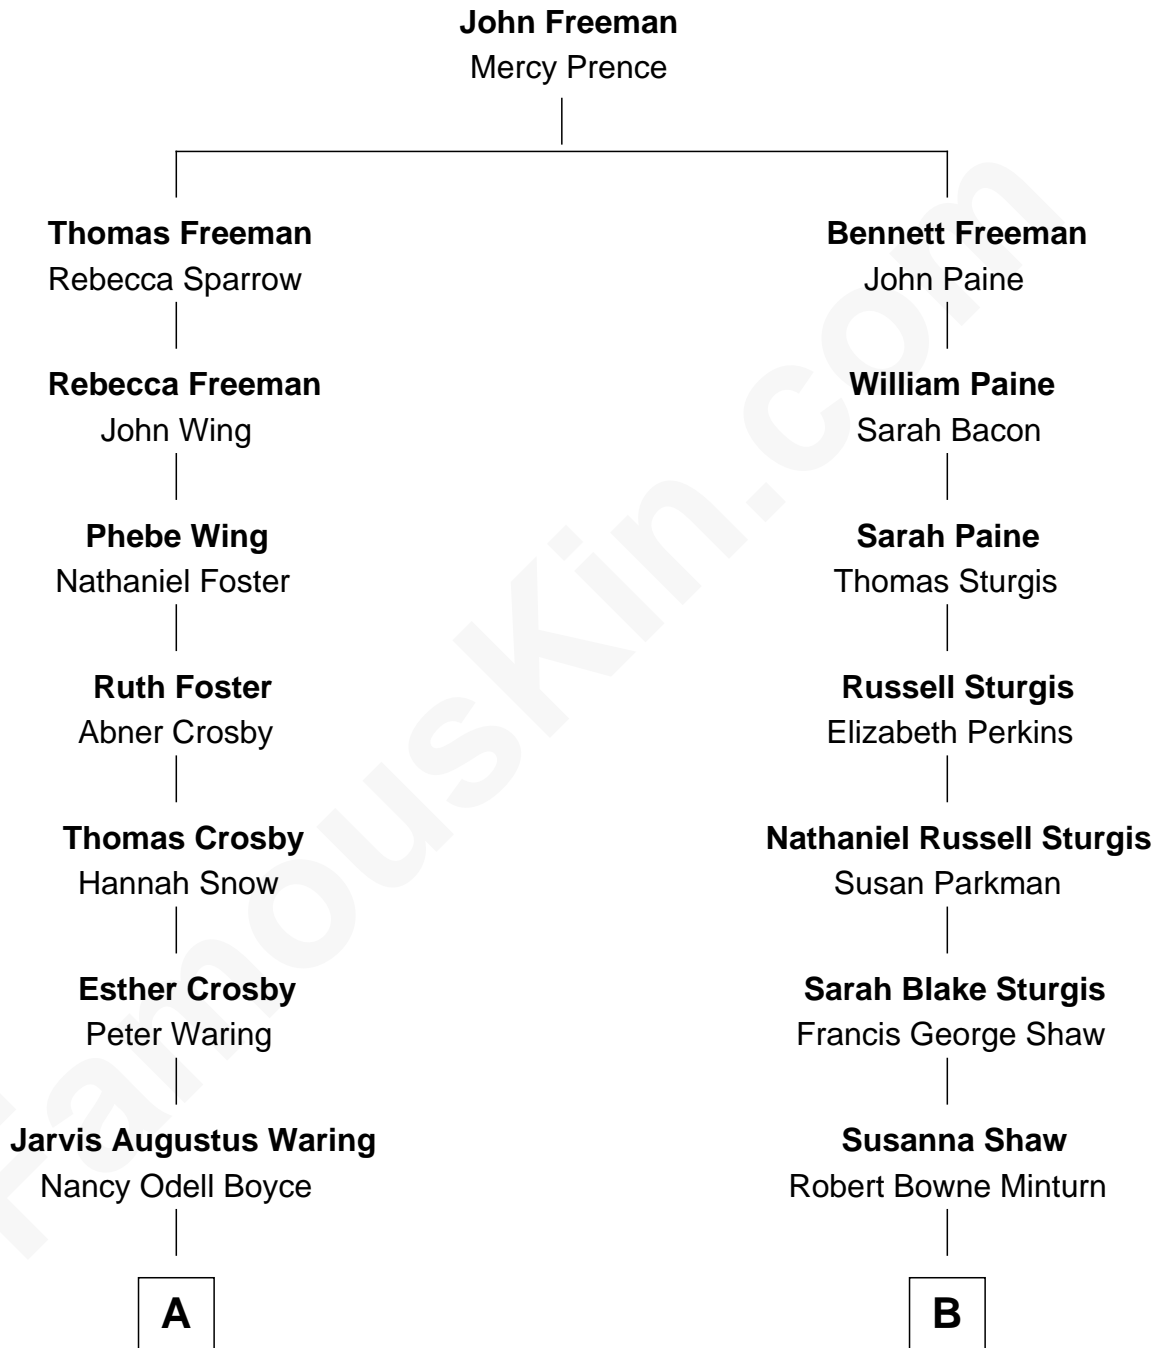 John Freeman
Mercy Prence
Thomas Freeman
Rebecca Sparrow
Bennett Freeman
John Paine
Rebecca Freeman
John Wing
William Paine
Sarah Bacon
Phebe Wing
Nathaniel Foster
Sarah Paine
Thomas Sturgis
Ruth Foster
Abner Crosby
Russell Sturgis
Elizabeth Perkins
Thomas Crosby
Hannah Snow
Nathaniel Russell Sturgis
Susan Parkman
Esther Crosby
Peter Waring
Sarah Blake Sturgis
Francis George Shaw
Jarvis Augustus Waring
Nancy Odell Boyce
Susanna Shaw
Robert Bowne Minturn
A
B
FamousKin.com